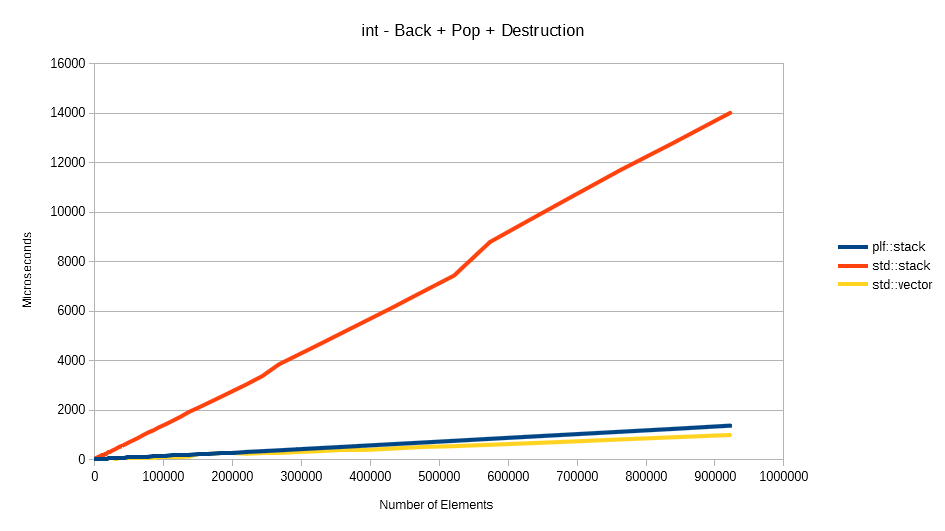 int - Back + Pop + Destruction
16000
14000
12000
10000
8000
6000
4000
2000
0
Microseconds
0 100000 200000 300000 400000 500000 600000 700000 800000 900000 1000000
Number of Elements
plf::stack
std::stack
std::vector